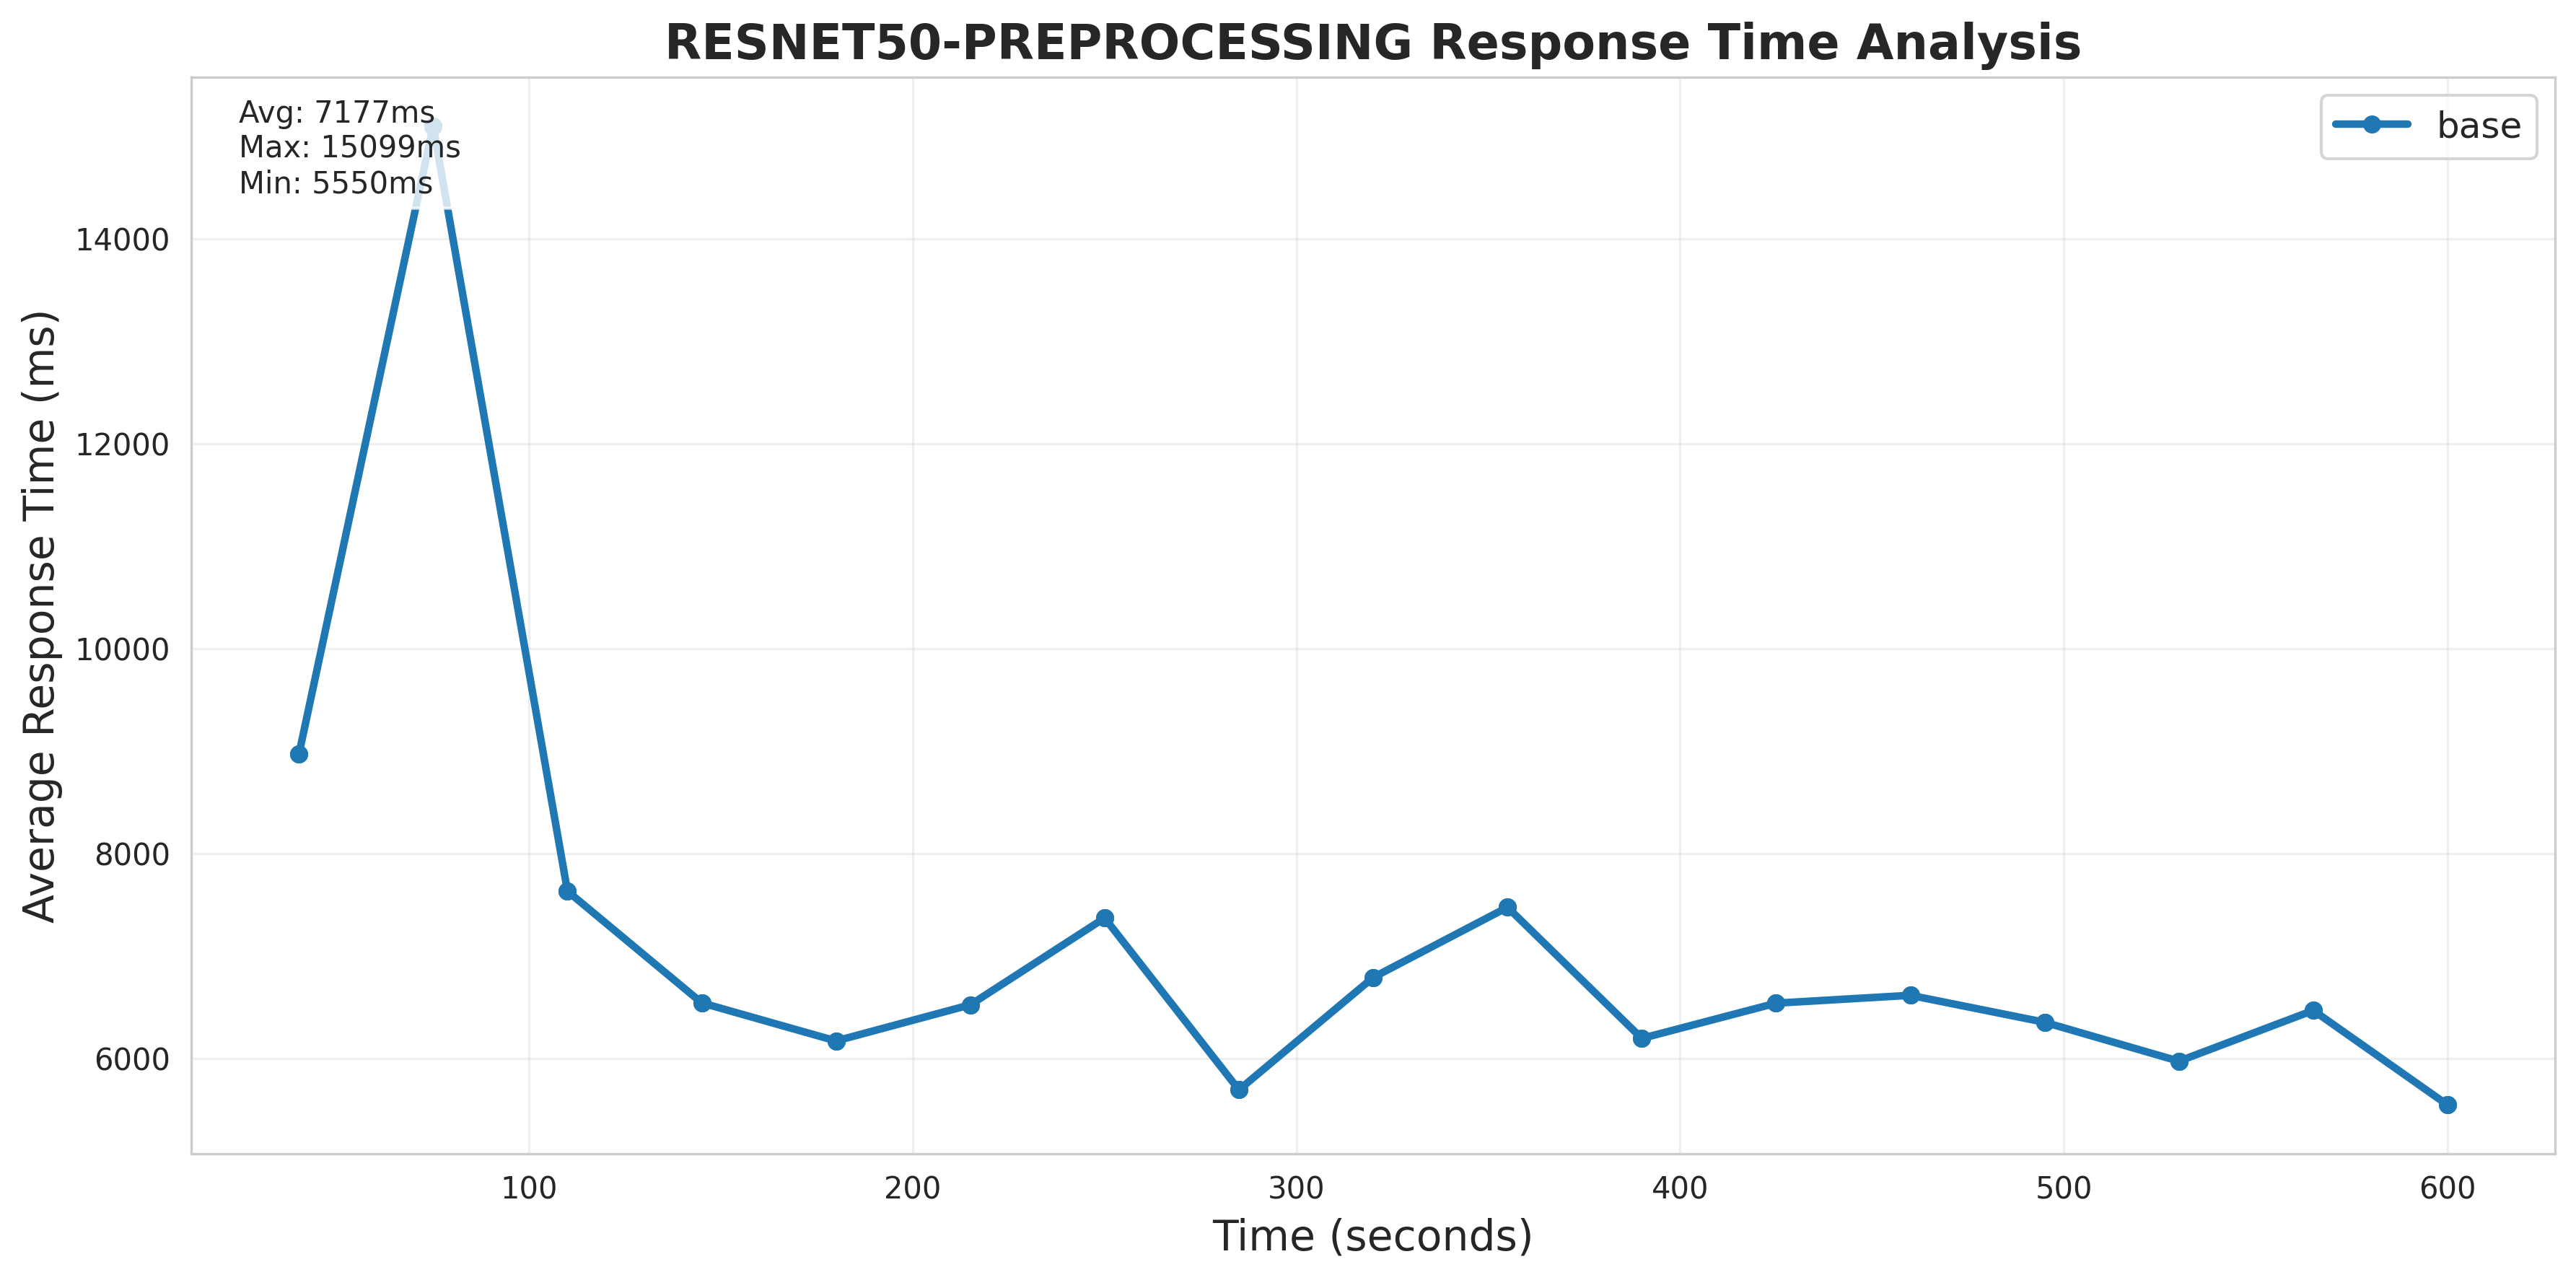 RESNET50-PREPROCESSING Response Time Analysis
Avg: 7177ms
Max: 15099ms
Min: 5550ms
base
Average Response Time (ms)
14000
12000
10000
8000
6000
100 200 300 400 500 600
Time (seconds)